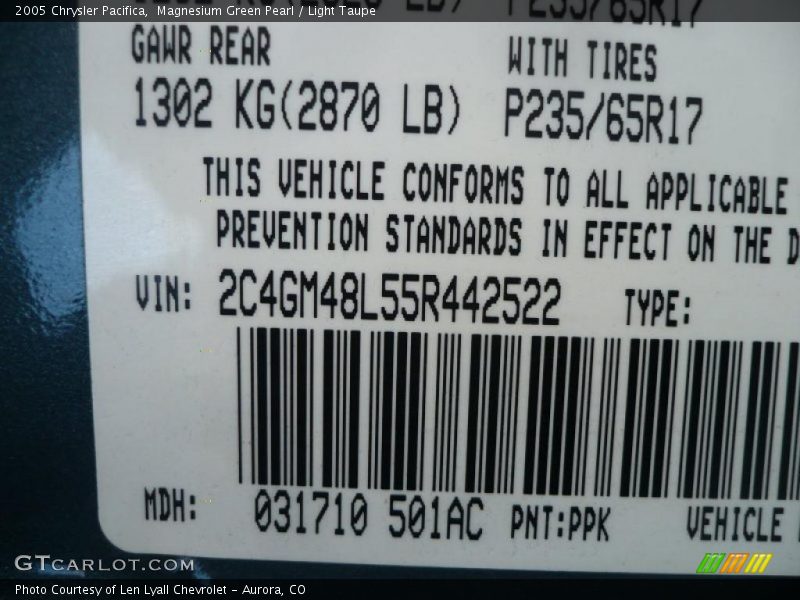 2005 Chrysler Pacifica, Magnesium Green Pearl / Light Taupe
P235/65R17
GAWR REAR WITH TIRES
1302 KG(2870 LB) P235/65R17
THIS VEHICLE CONFORMS TO ALL APPLICABLE
PREVENTION STANDARDS IN EFFECT ON THE D
VIN: 2C4GM48L55R442522 TYPE:
MDH: 031710 501AC PNT:PPK VEHICLE
GTCARLOT.COM
Photo Courtesy of Len Lyall Chevrolet - Aurora, CO